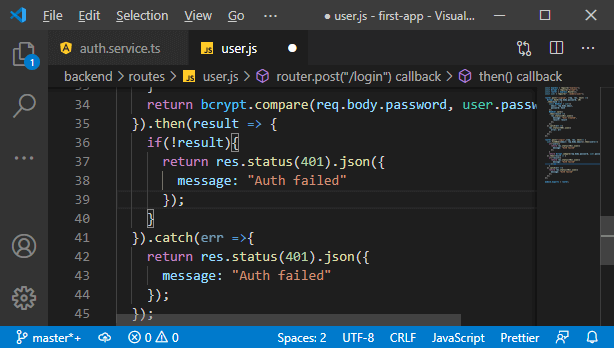 File Edit Selection ● user.js - first-app - Visual...
auth.service.ts JS user.js ●
backend > routes > JS user.js > router.post("/login") callback > then() callback
34 return bcrypt.compare(req.body.password, user.passw
35 }).then(result => {
36 if(!result){
37 return res.status(401).json({
38 message: "Auth failed"
39 });
40 }
41 }).catch(err =>{
42 return res.status(401).json({
43 message: "Auth failed"
44 });
45 });
1
master*+ 0 0 Spaces: 2 UTF-8 CRLF JavaScript Prettier